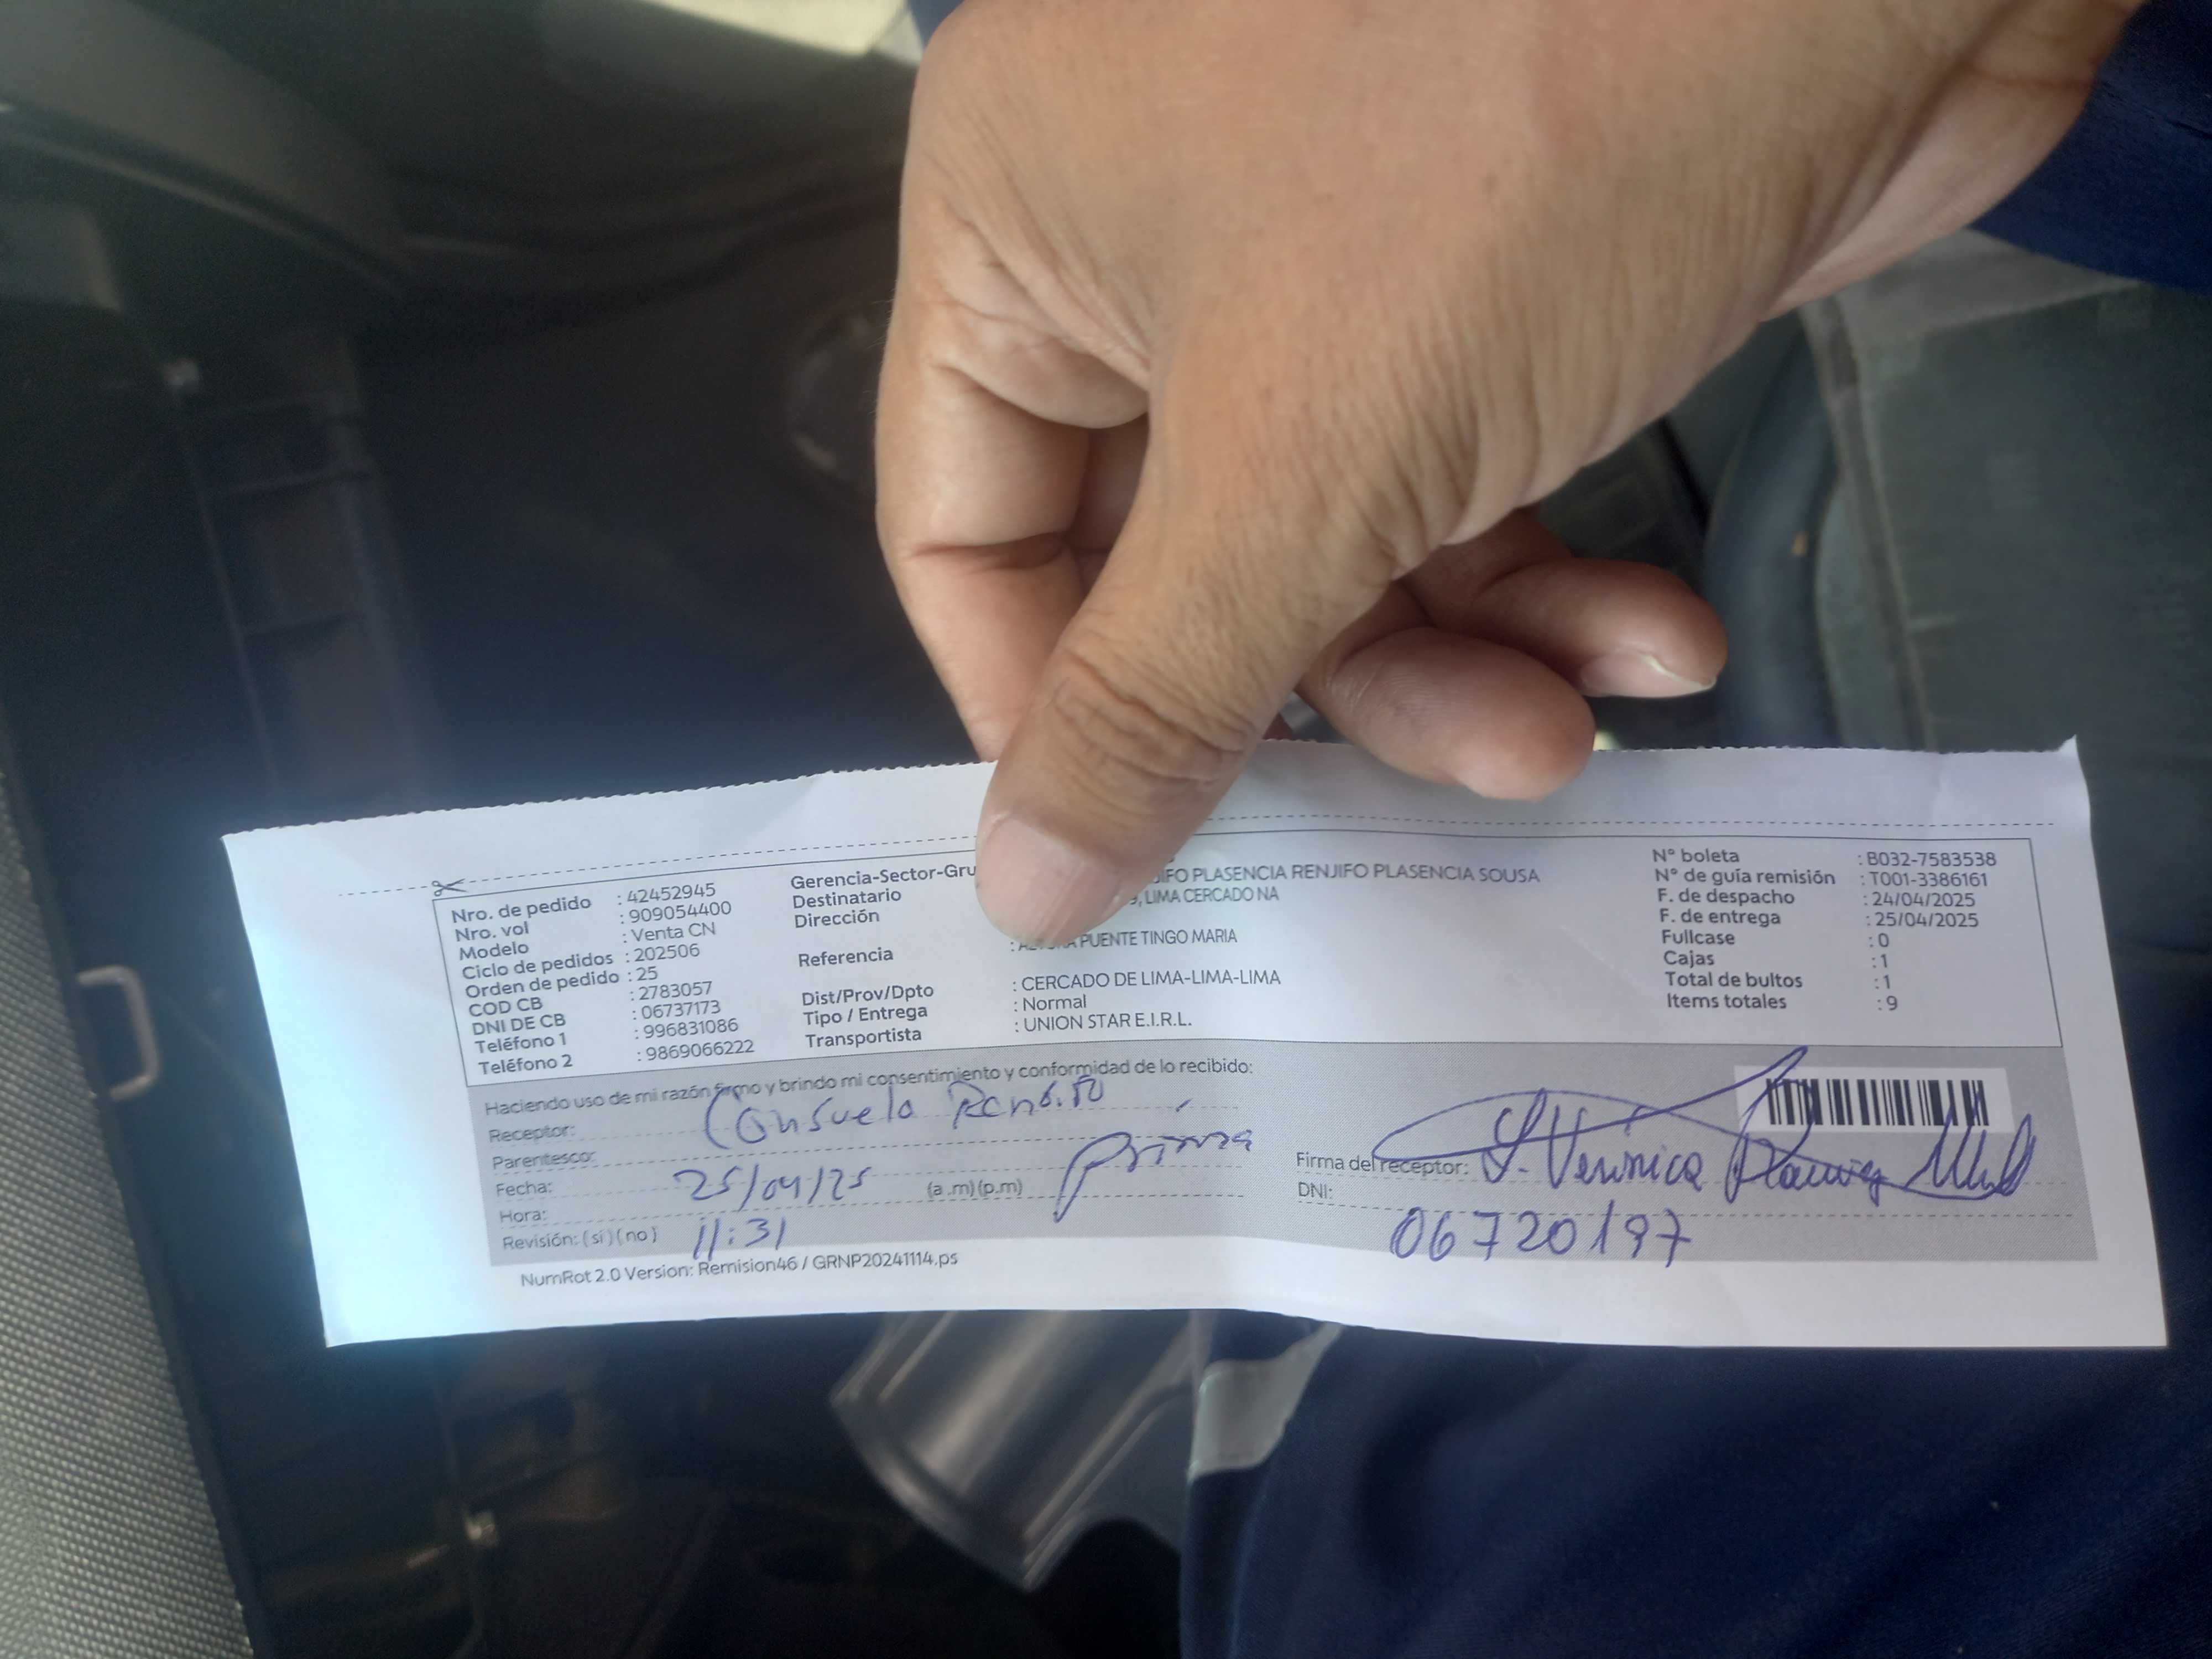 Nro. de pedido : 42452945
Nro. vol : 909054400
Modelo : Venta CN
Ciclo de pedidos : 202506
Orden de pedido : 25
COD CB : 2783057
DNI DE CB : 06737173
Teléfono 1 : 996831086
Teléfono 2 : 9869066222
Gerencia-Sector-Gru
Destinatario PLASENCIA RENJIFO PLASENCIA SOUSA
Dirección , LIMA CERCADO NA
Referencia : PUENTE TINGO MARIA
Dist/Prov/Dpto : CERCADO DE LIMA-LIMA-LIMA
Tipo / Entrega : Normal
Transportista : UNION STAR E.I.R.L.
N° boleta : B032-7583538
N° de guía remisión : T001-3386161
F. de despacho : 24/04/2025
F. de entrega : 25/04/2025
Fullcase : 0
Cajas : 1
Total de bultos : 1
Items totales : 9
Haciendo uso de mi razón firmo y brindo mi consentimiento y conformidad de lo recibido:
Receptor: Consuelo
Parentesco: prima
Fecha: 25/04/25
Hora: 11:31 (a .m) (p.m)
Revisión: (si) (no)
Firma del receptor: Verónica
DNI: 06720197
NumRot 2.0 Version: Remision46 / GRNP20241114.ps